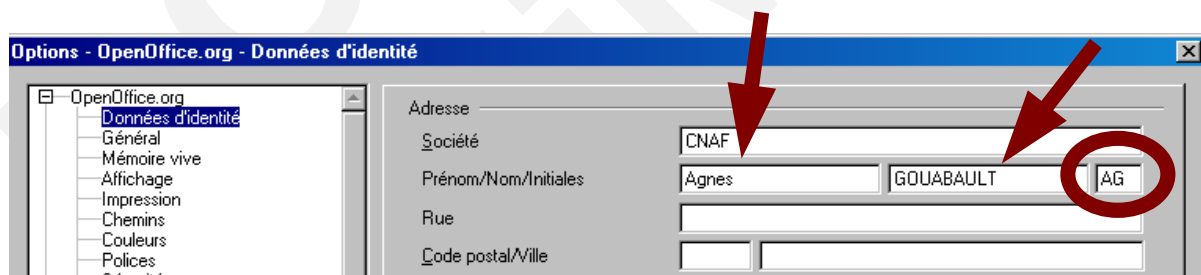 Options - OpenOffice.org - Données d'identité
OpenOffice.org
Données d'identité
Général
Mémoire vive
Affichage
Impression
Chemins
Couleurs
Polices
Adresse
Société CNAF
Prénom/Nom/Initiales Agnes GOUABAULT AG
Rue
Code postal/Ville